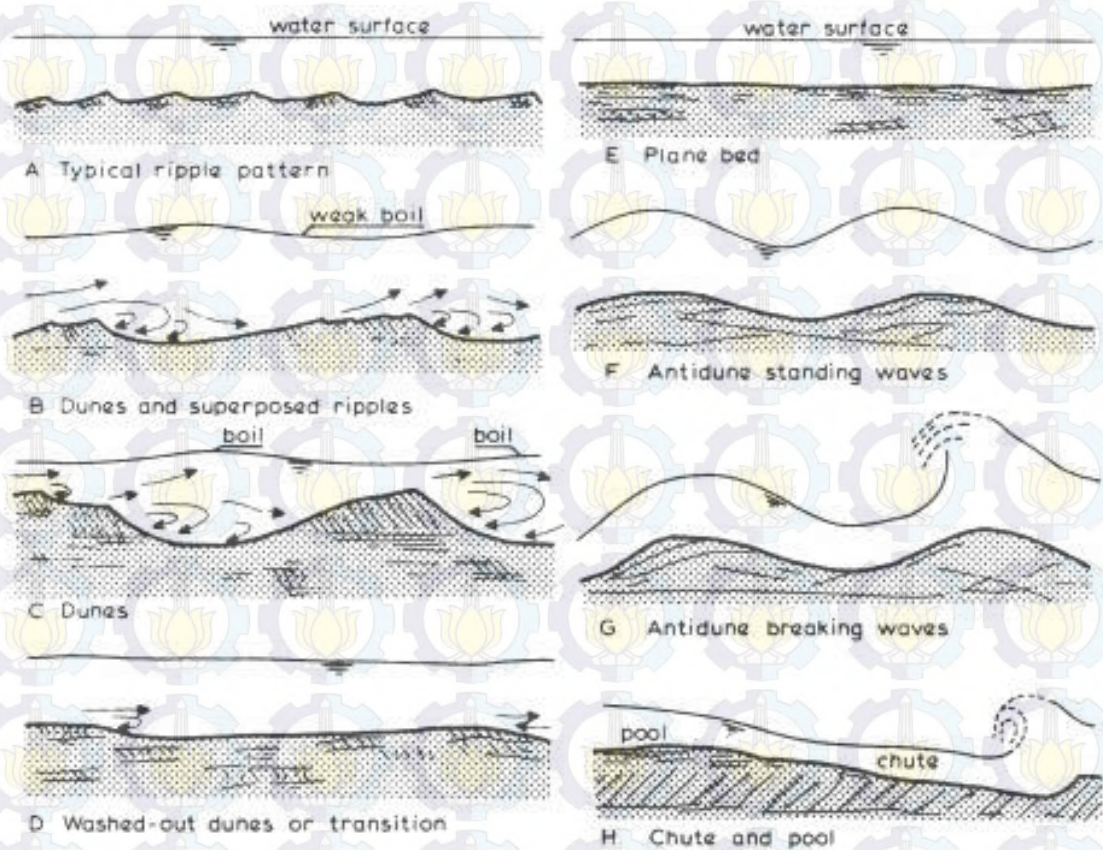 water surface
A Typical ripple pattern
weak boil
B Dunes and superposed ripples
boil
boil
C Dunes
D Washed-out dunes or transition
water surface
E Plane bed
F Antidune standing waves
G Antidune breaking waves
pool
chute
H. Chute and pool